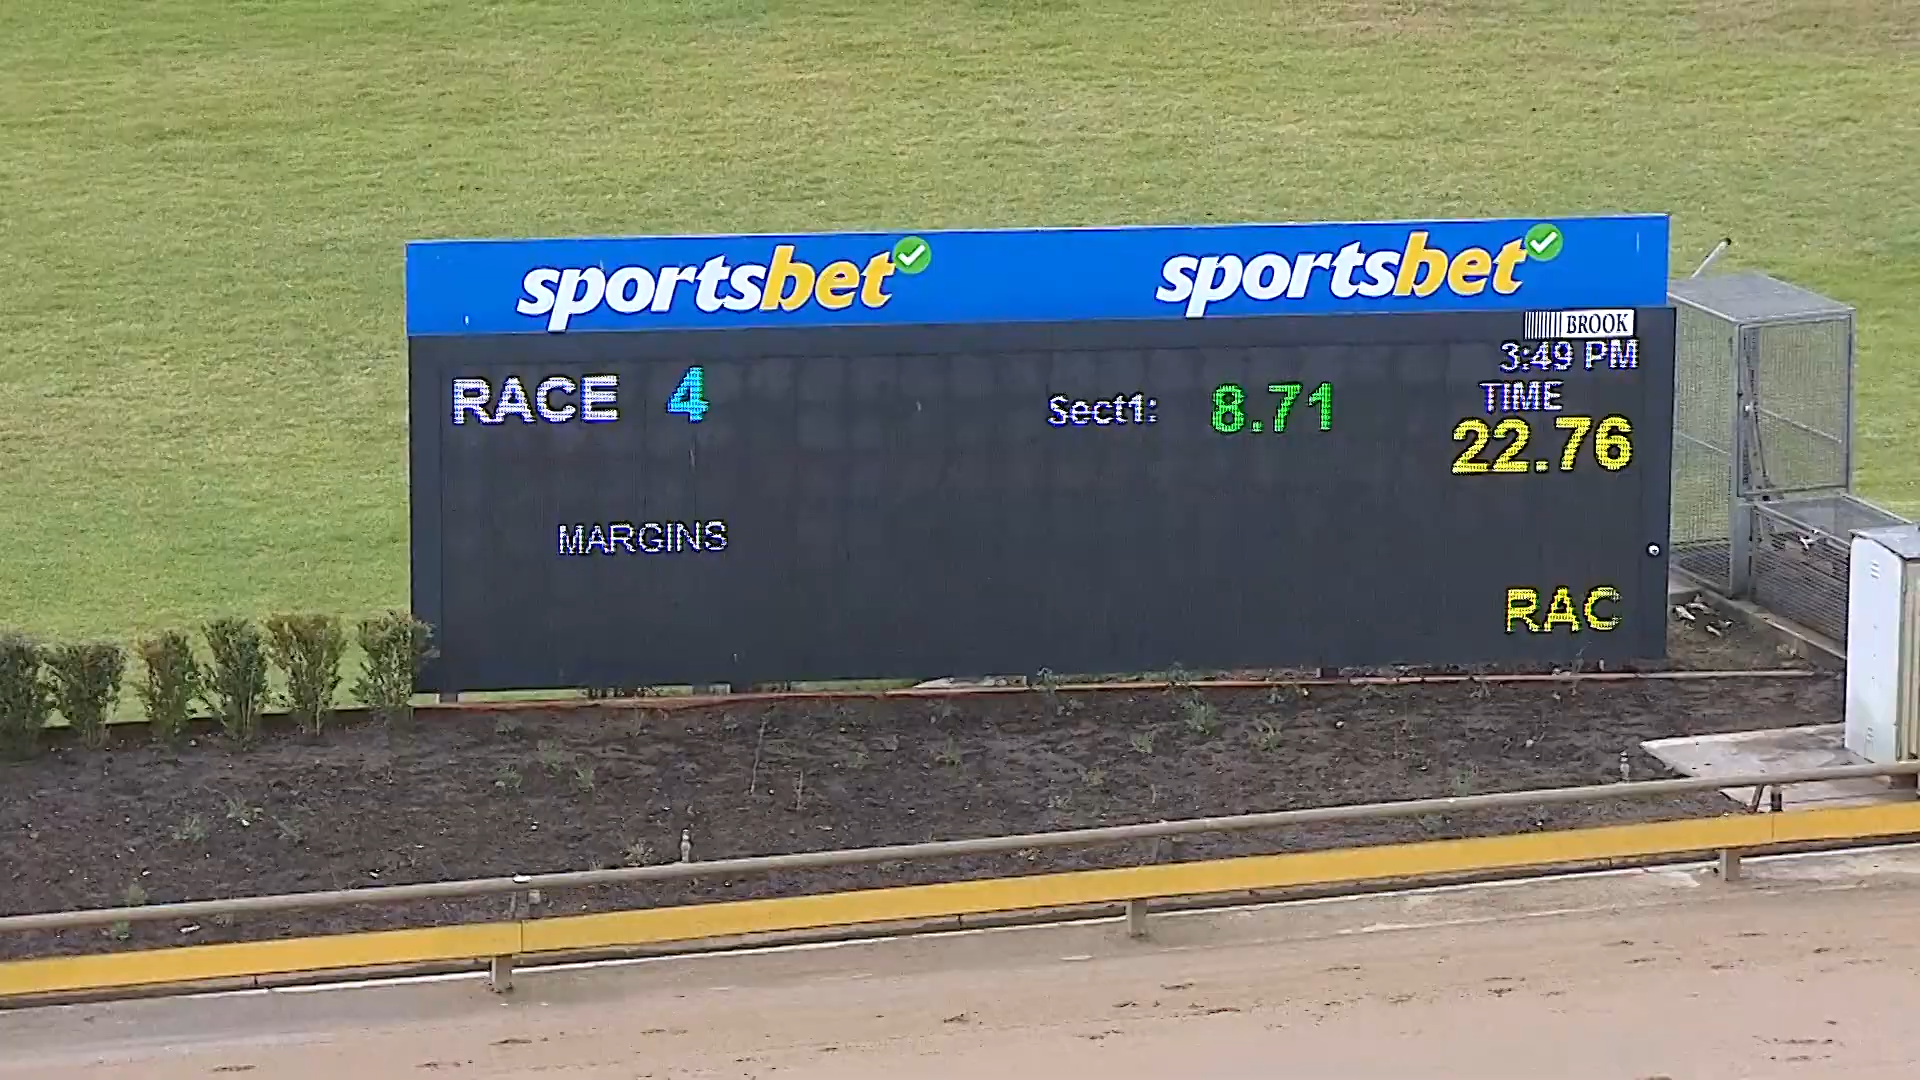 sportsbet sportsbet
BROOK
3:49 PM
RACE 4 Sect1: 8.71 TIME
22.76
MARGINS
RAC